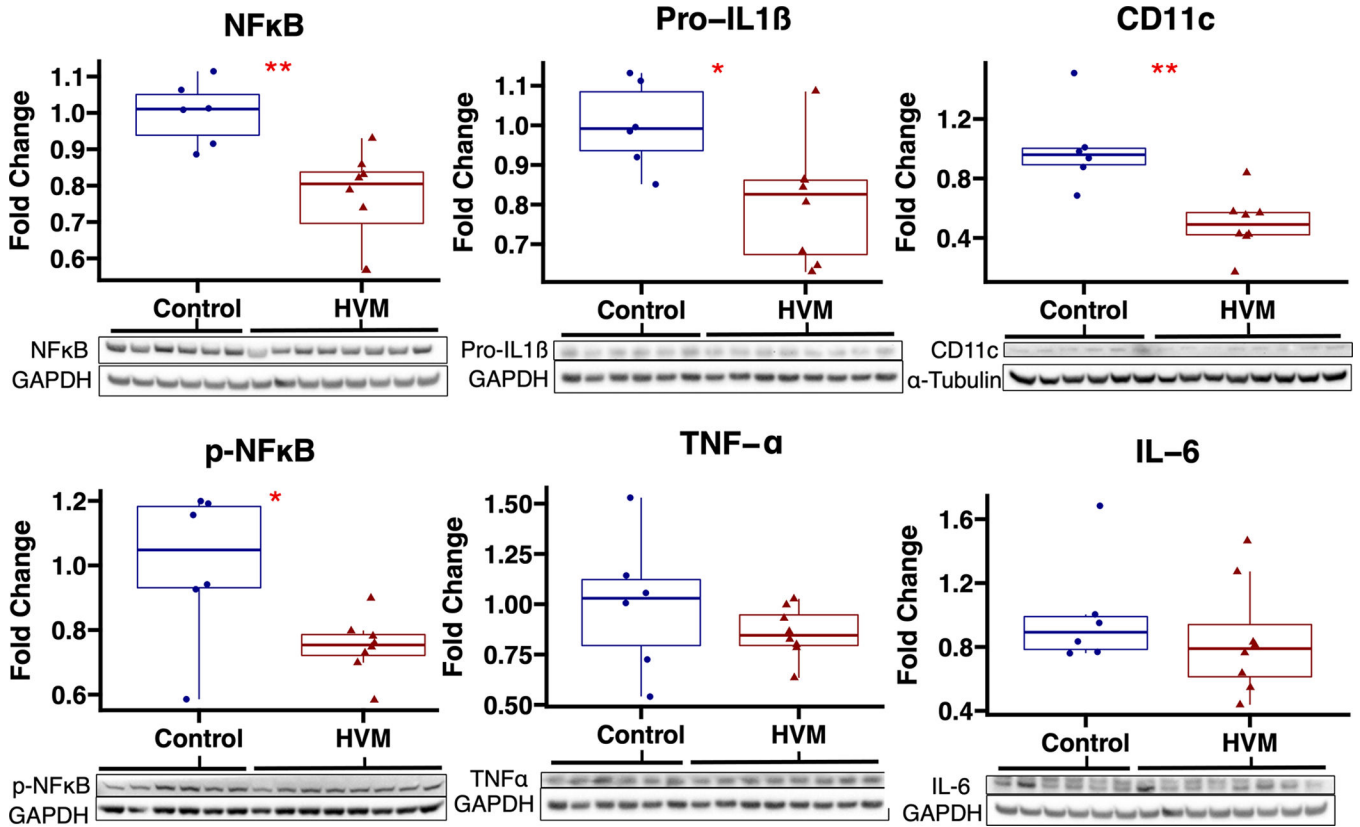 NFκB
**
Fold Change
1.1
1.0
0.9
0.8
0.7
0.6
Control HVM
NFκB
GAPDH
Pro–IL1ß
*
Fold Change
1.1
1.0
0.9
0.8
0.7
Control HVM
Pro-IL1ß
GAPDH
CD11c
**
Fold Change
1.2
0.8
0.4
Control HVM
CD11c
α-Tubulin
p-NFκB
*
Fold Change
1.2
1.0
0.8
0.6
Control HVM
p-NFκB
GAPDH
TNF–α
Fold Change
1.50
1.25
1.00
0.75
0.50
Control HVM
TNFα
GAPDH
IL–6
Fold Change
1.6
1.2
0.8
0.4
Control HVM
IL-6
GAPDH